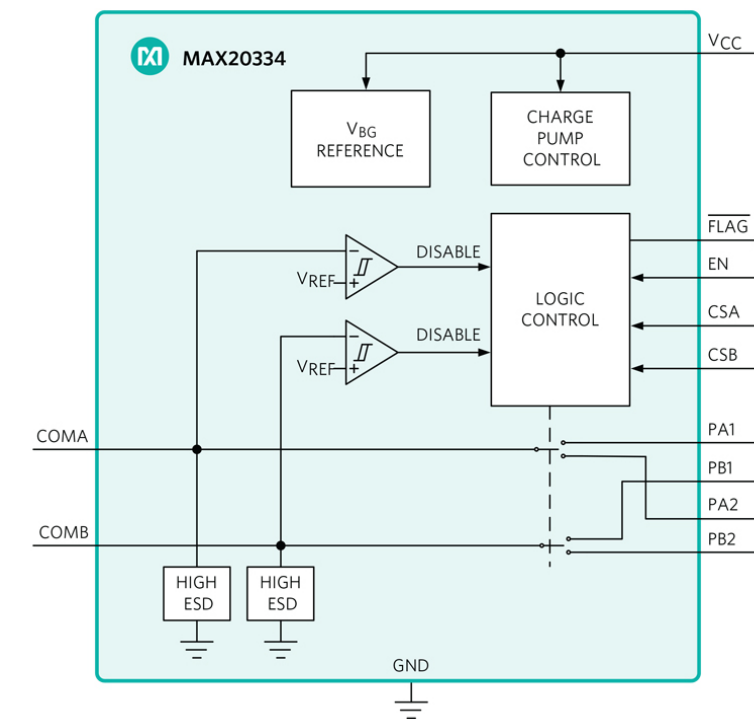 MAX20334
VCC
VBG
REFERENCE
CHARGE
PUMP
CONTROL
FLAG
DISABLE
EN
VREF
LOGIC
CONTROL
CSA
DISABLE
CSB
VREF
COMA
PA1
PB1
PA2
COMB
PB2
HIGH
ESD
HIGH
ESD
GND